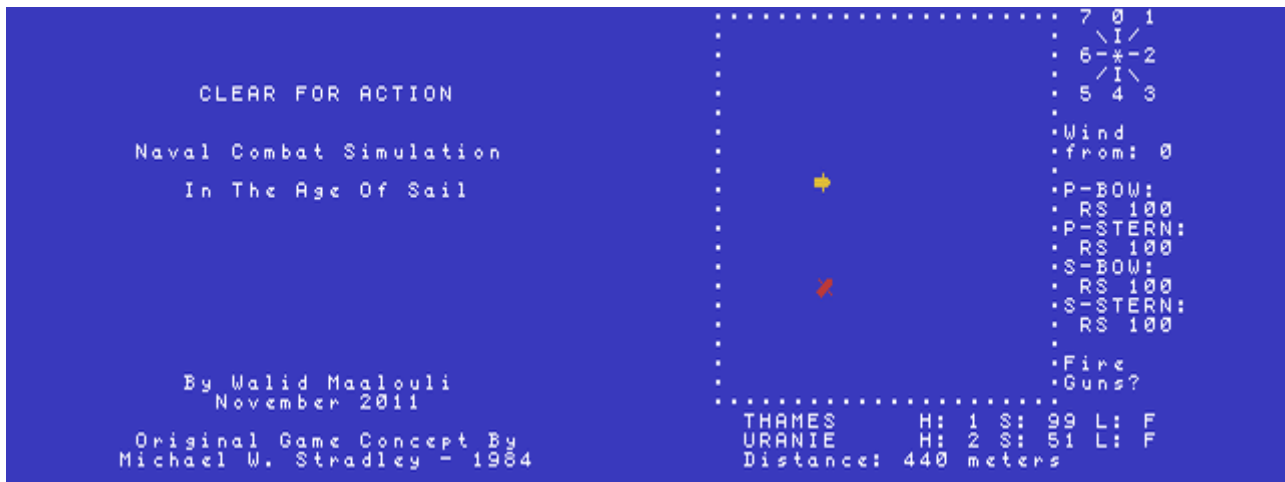 CLEAR FOR ACTION
Naval Combat Simulation
In The Age Of Sail
By Walid Maalouli
November 2011
Original Game Concept By
Michael W. Stradley - 1984
7 0 1
\I/
6-*-2
/I\
5 4 3
Wind
from: 0
P-BOW:
RS 100
P-STERN:
RS 100
S-BOW:
RS 100
S-STERN:
RS 100
Fire
Guns?
THAMES H: 1 S: 99 L: F
URANIE H: 2 S: 51 L: F
Distance: 440 meters